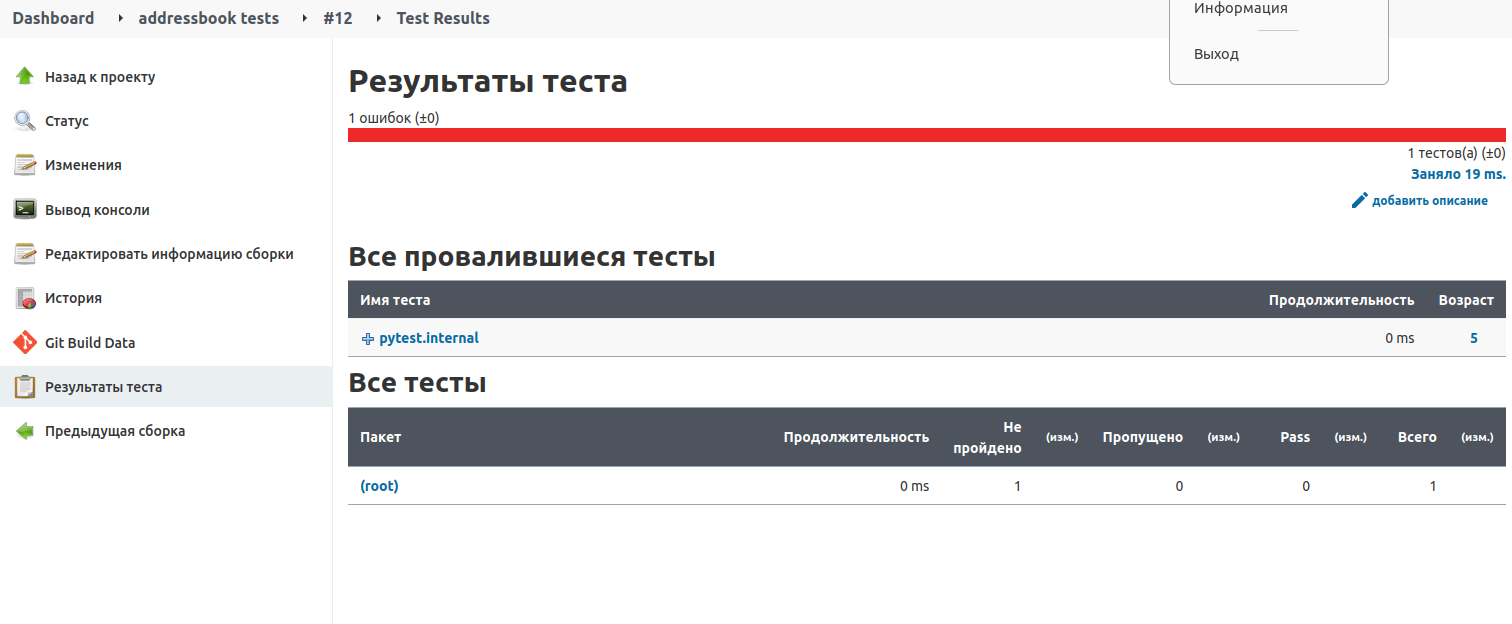 Dashboard addressbook tests #12 Test Results
Информация
Выход
Назад к проекту
Статус
Изменения
Вывод консоли
Редактировать информацию сборки
История
Git Build Data
Результаты теста
Предыдущая сборка
Результаты теста
1 ошибок (±0)
1 тестов(а) (±0)
Заняло 19 ms.
добавить описание
Все провалившиеся тесты
Имя теста Продолжительность Возраст
pytest.internal 0 ms 5
Все тесты
Пакет Продолжительность Не пройдено (изм.) Пропущено (изм.) Pass (изм.) Всего (изм.)
(root) 0 ms 1 0 0 1